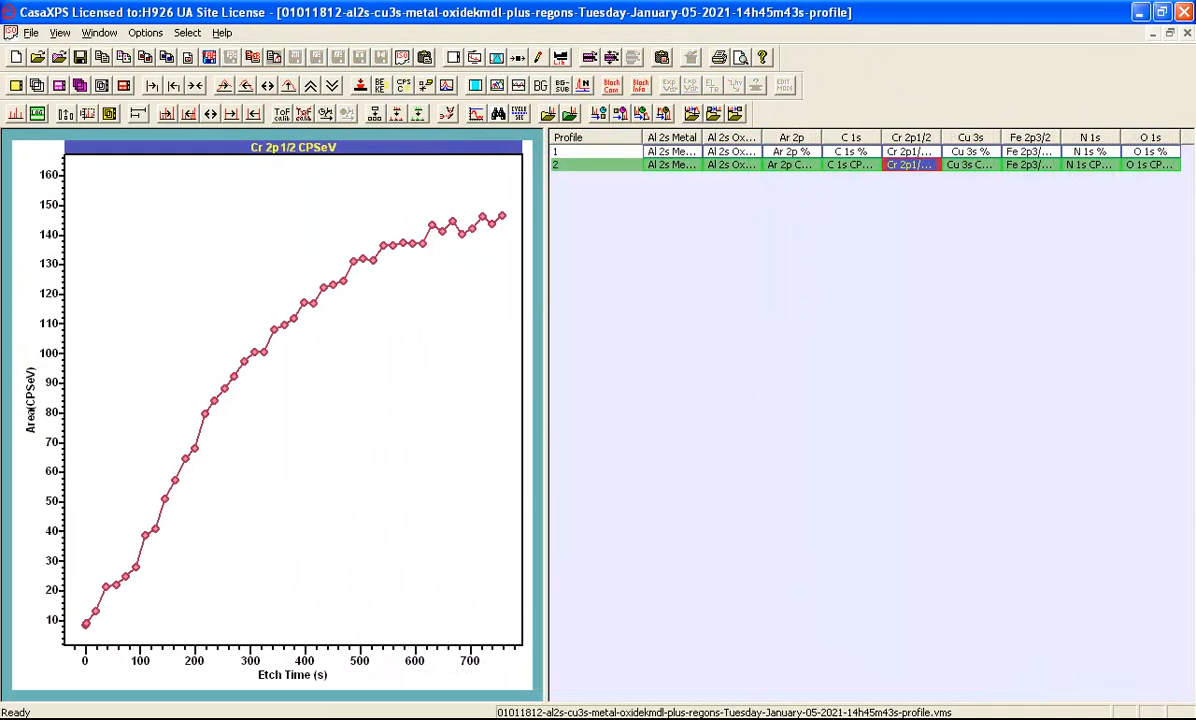 CasaXPS Licensed to:H926 UA Site License - [01011812-al2s-cu3s-metal-oxidekmdl-plus-regons-Tuesday-January-05-2021-14h45m43s-profile]
File View Window Options Select Help
Cr 2p1/2 CPSeV
160
150
140
130
120
110
100
90
80
70
60
50
40
30
20
10
Area(CPSeV)
0 100 200 300 400 500 600 700
Etch Time (s)
Profile Al 2s Metal Al 2s Ox... Ar 2p C 1s Cr 2p1/2 Cu 3s Fe 2p3/2 N 1s O 1s
1 Al 2s Me... Al 2s Ox... Ar 2p % C 1s % Cr 2p1/... Cu 3s % Fe 2p3/... N 1s % O 1s %
2 Al 2s Me... Al 2s Ox... Ar 2p C... C 1s CP... Cr 2p1/... Cu 3s C... Fe 2p3/... N 1s CP... O 1s CP...
Ready
01011812-al2s-cu3s-metal-oxidekmdl-plus-regons-Tuesday-January-05-2021-14h45m43s-profile.vms